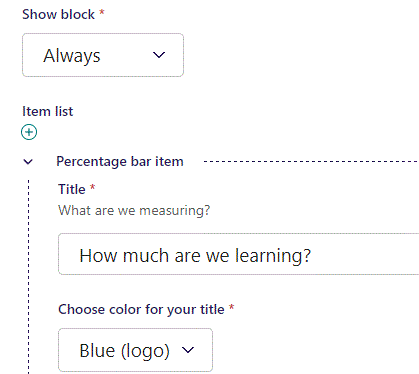 Show block *
Always
Item list
Percentage bar item
Title *
What are we measuring?
How much are we learning?
Choose color for your title *
Blue (logo)